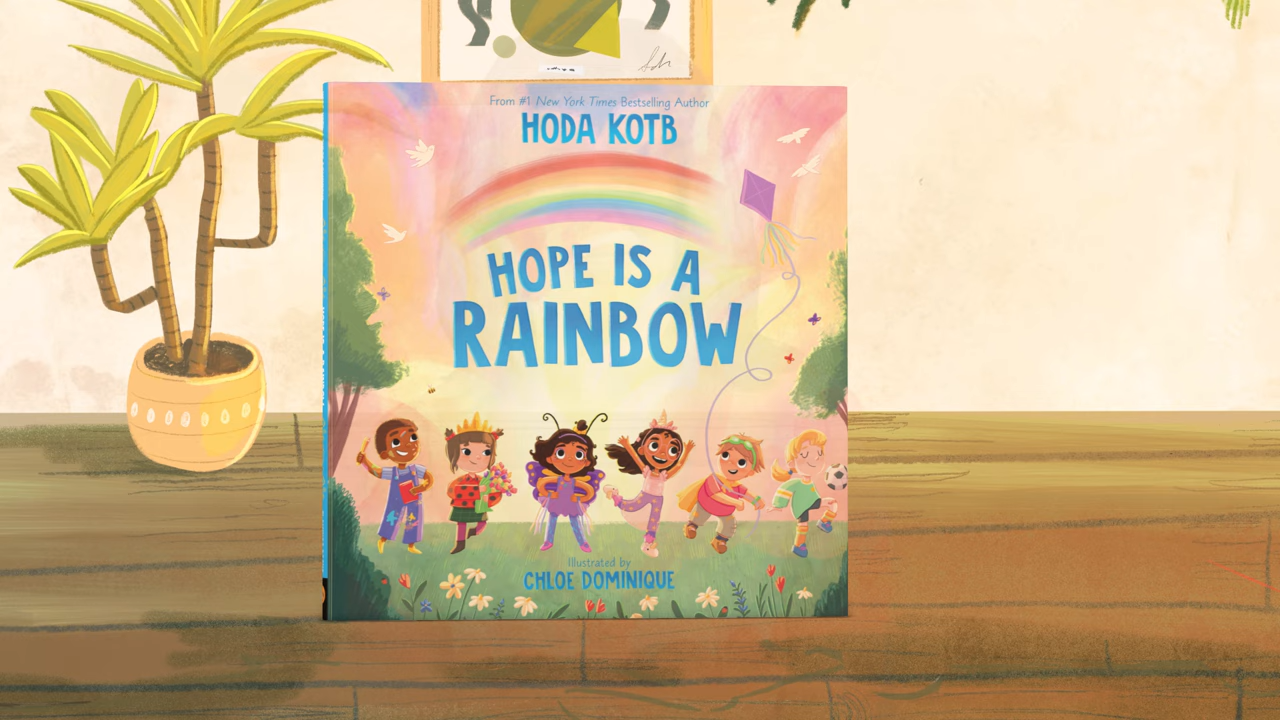 From #1 New York Times Bestselling Author
HODA KOTB
HOPE IS A
RAINBOW
Illustrated by
CHLOE DOMINIQUE